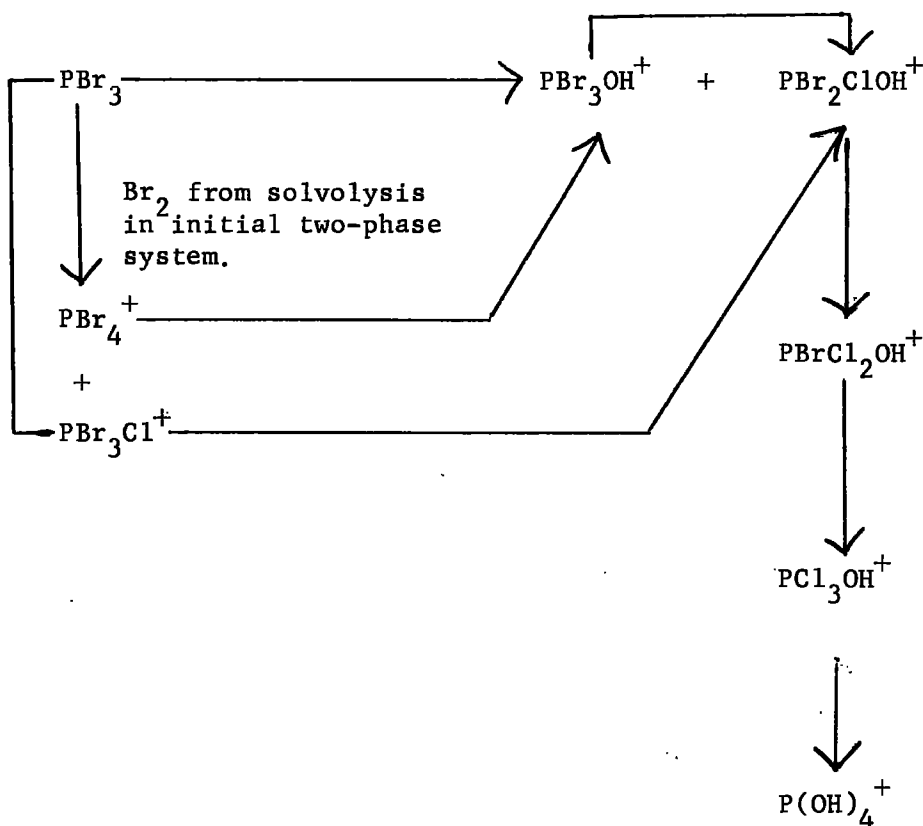 PBr₃ PBr₃OH⁺ + PBr₂ClOH⁺
Br₂ from solvolysis
in initial two-phase
system.
PBr₄⁺
PBrCl₂OH⁺
+
PBr₃Cl⁺
PCl₃OH⁺
P(OH)₄⁺